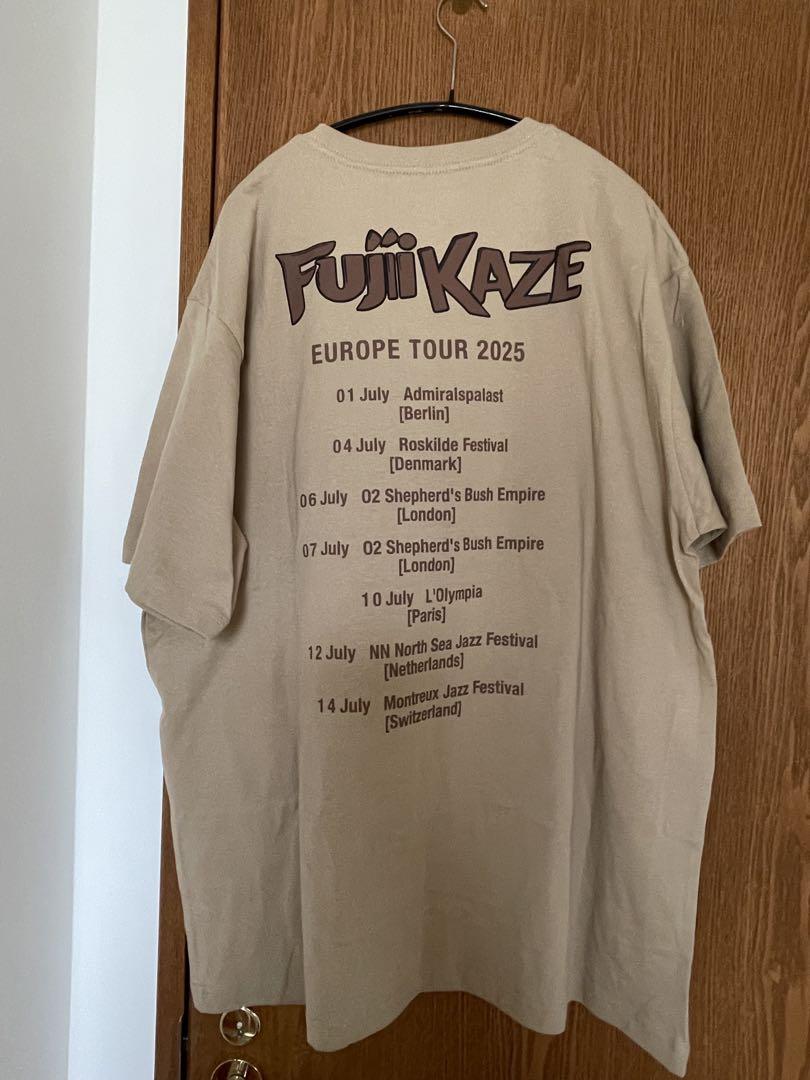 FUJII KAZE
EUROPE TOUR 2025
01 July Admiralspalast
[Berlin]
04 July Roskilde Festival
[Denmark]
06 July O2 Shepherd's Bush Empire
[London]
07 July O2 Shepherd's Bush Empire
[London]
10 July L'Olympia
[Paris]
12 July NN North Sea Jazz Festival
[Netherlands]
14 July Montreux Jazz Festival
[Switzerland]